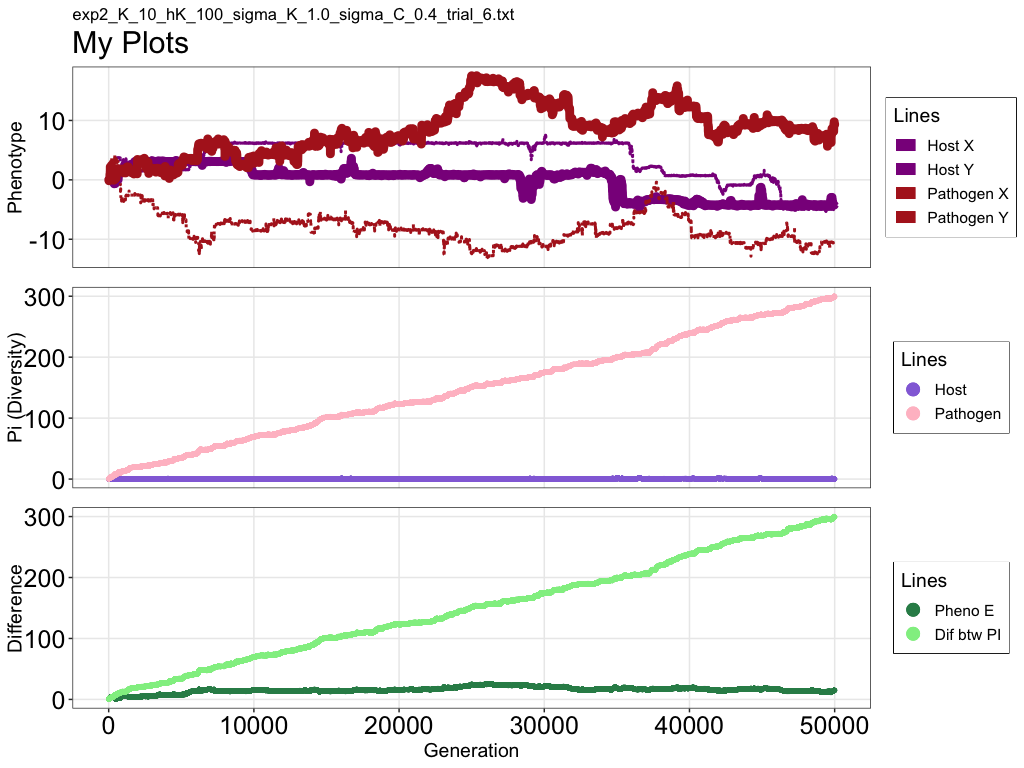 exp2_K_10_hK_100_sigma_K_1.0_sigma_C_0.4_trial_6.txt
My Plots
Phenotype
10
0
-10
Lines
Host X
Host Y
Pathogen X
Pathogen Y
Pi (Diversity)
300
200
100
0
Lines
Host
Pathogen
Difference
300
200
100
0
Lines
Pheno E
Dif btw PI
0 10000 20000 30000 40000 50000
Generation